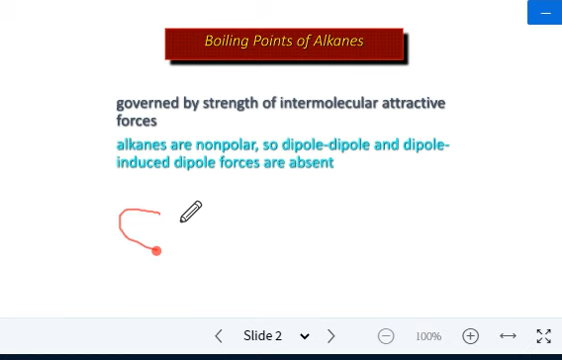 Boiling Points of Alkanes
governed by strength of intermolecular attractive
forces
alkanes are nonpolar, so dipole-dipole and dipole-
induced dipole forces are absent
Slide 2
100%